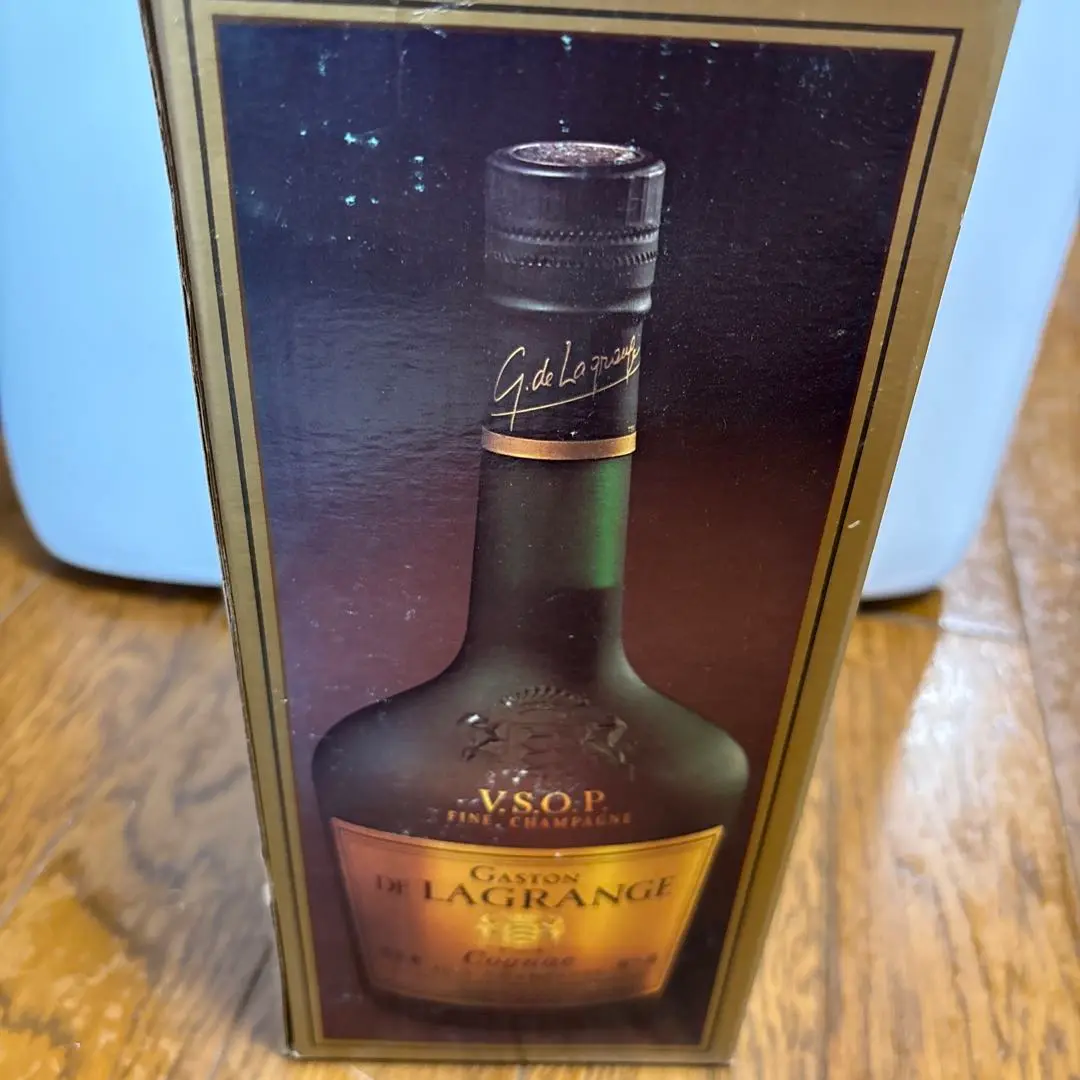 G. de Lagrange
V.S.O.P.
FINE CHAMPAGNE
GASTON
DE LAGRANGE
Cognac